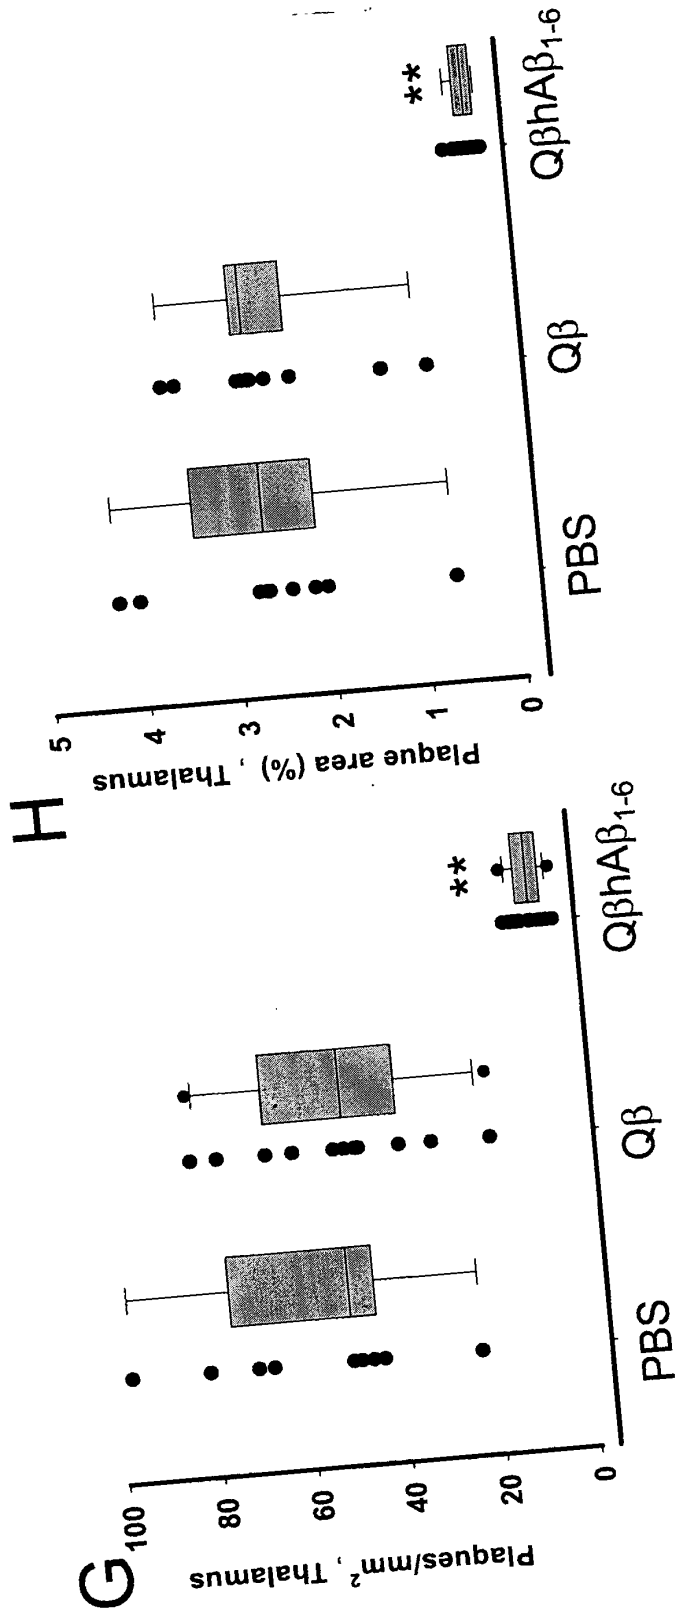 G
Plaques/mm², Thalamus
100
80
60
40
20
0
**
PBS
Qβ
QβhAβ1-6
H
Plaque area (%) , Thalamus
5
4
3
2
1
0
**
PBS
Qβ
QβhAβ1-6